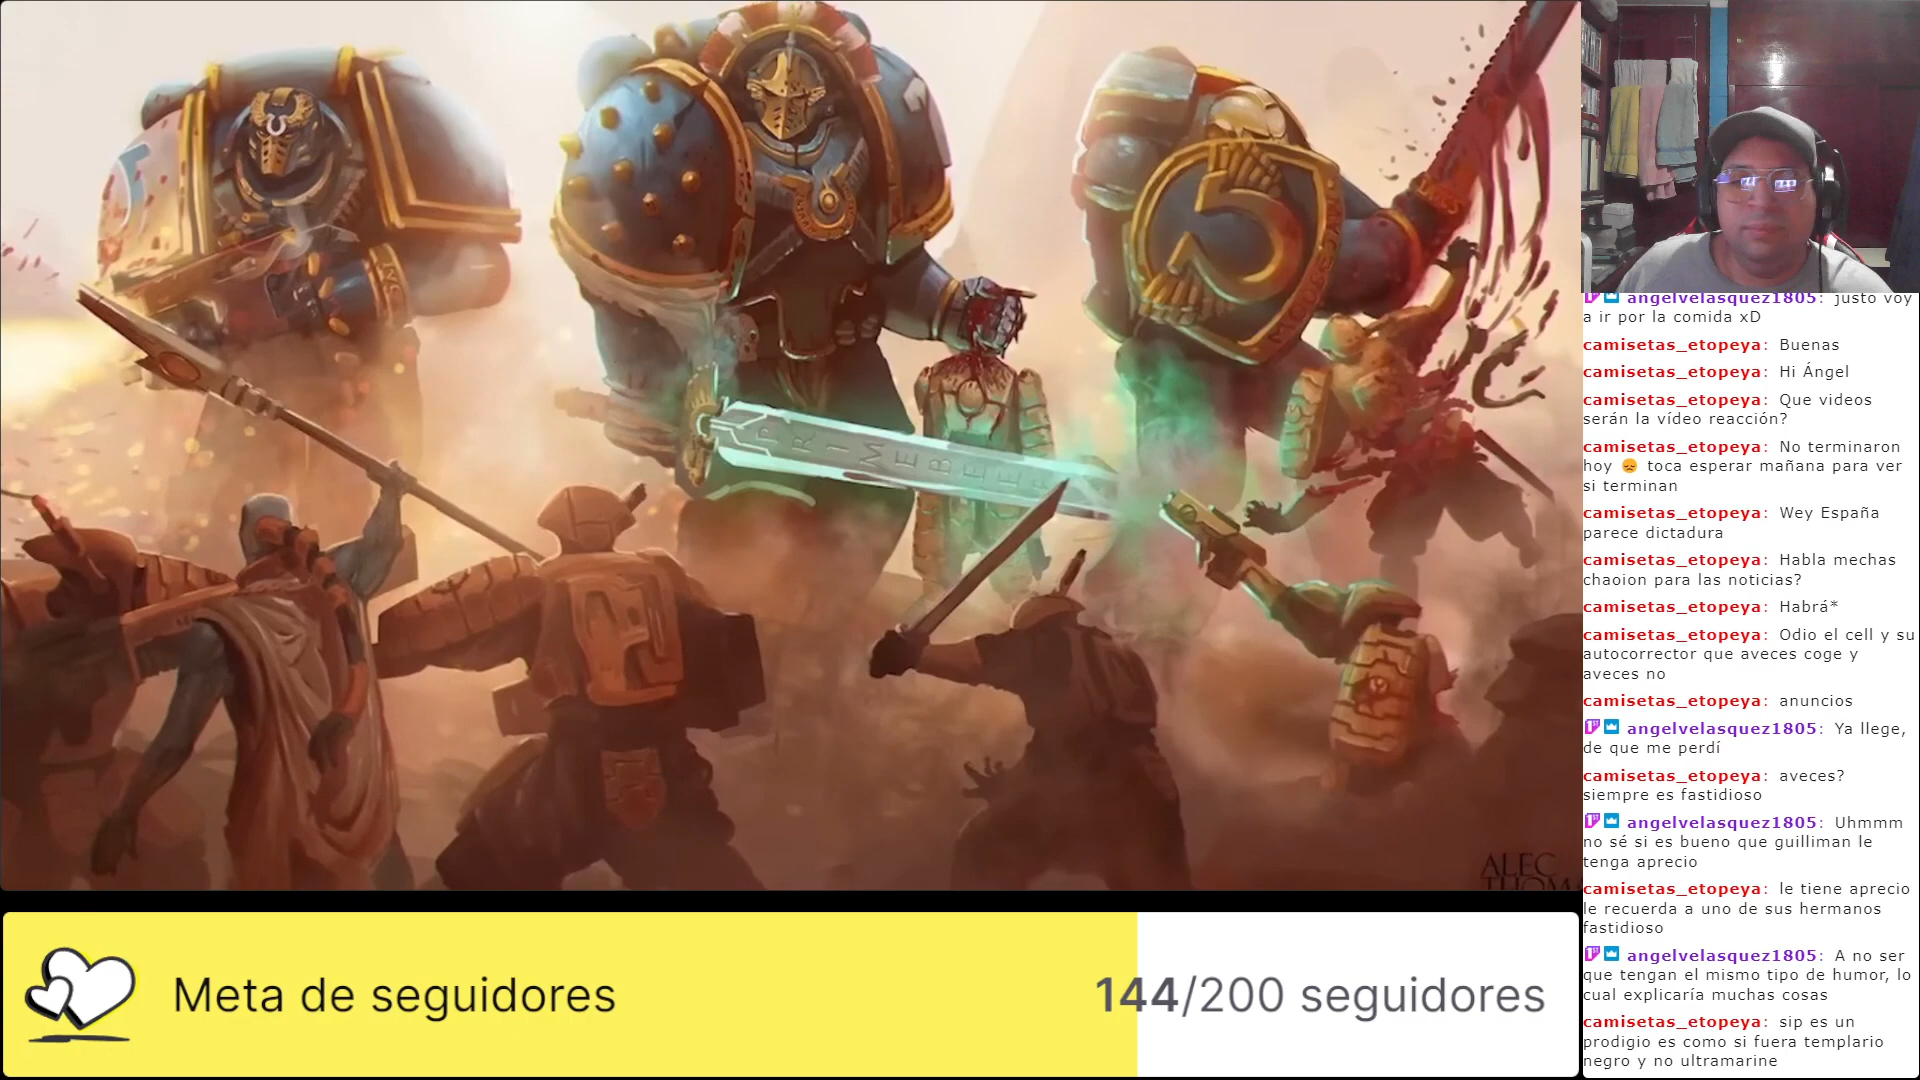 PRIMEBEEF
5
ALEC
THOM
angelvelasquez1805: justo voy
a ir por la comida xD
camisetas_etopeya: Buenas
camisetas_etopeya: Hi Ángel
camisetas_etopeya: Que videos
serán la vídeo reacción?
camisetas_etopeya: No terminaron
hoy 😞 toca esperar mañana para ver
si terminan
camisetas_etopeya: Wey España
parece dictadura
camisetas_etopeya: Habla mechas
chaoion para las noticias?
camisetas_etopeya: Habrá*
camisetas_etopeya: Odio el cell y su
autocorrector que aveces coge y
aveces no
camisetas_etopeya: anuncios
angelvelasquez1805: Ya llege,
de que me perdí
camisetas_etopeya: aveces?
siempre es fastidioso
angelvelasquez1805: Uhmmm
no sé si es bueno que guilliman le
tenga aprecio
camisetas_etopeya: le tiene aprecio
le recuerda a uno de sus hermanos
fastidioso
angelvelasquez1805: A no ser
que tengan el mismo tipo de humor, lo
cual explicaría muchas cosas
camisetas_etopeya: sip es un
prodigio es como si fuera templario
negro y no ultramarine
Meta de seguidores
144/200 seguidores